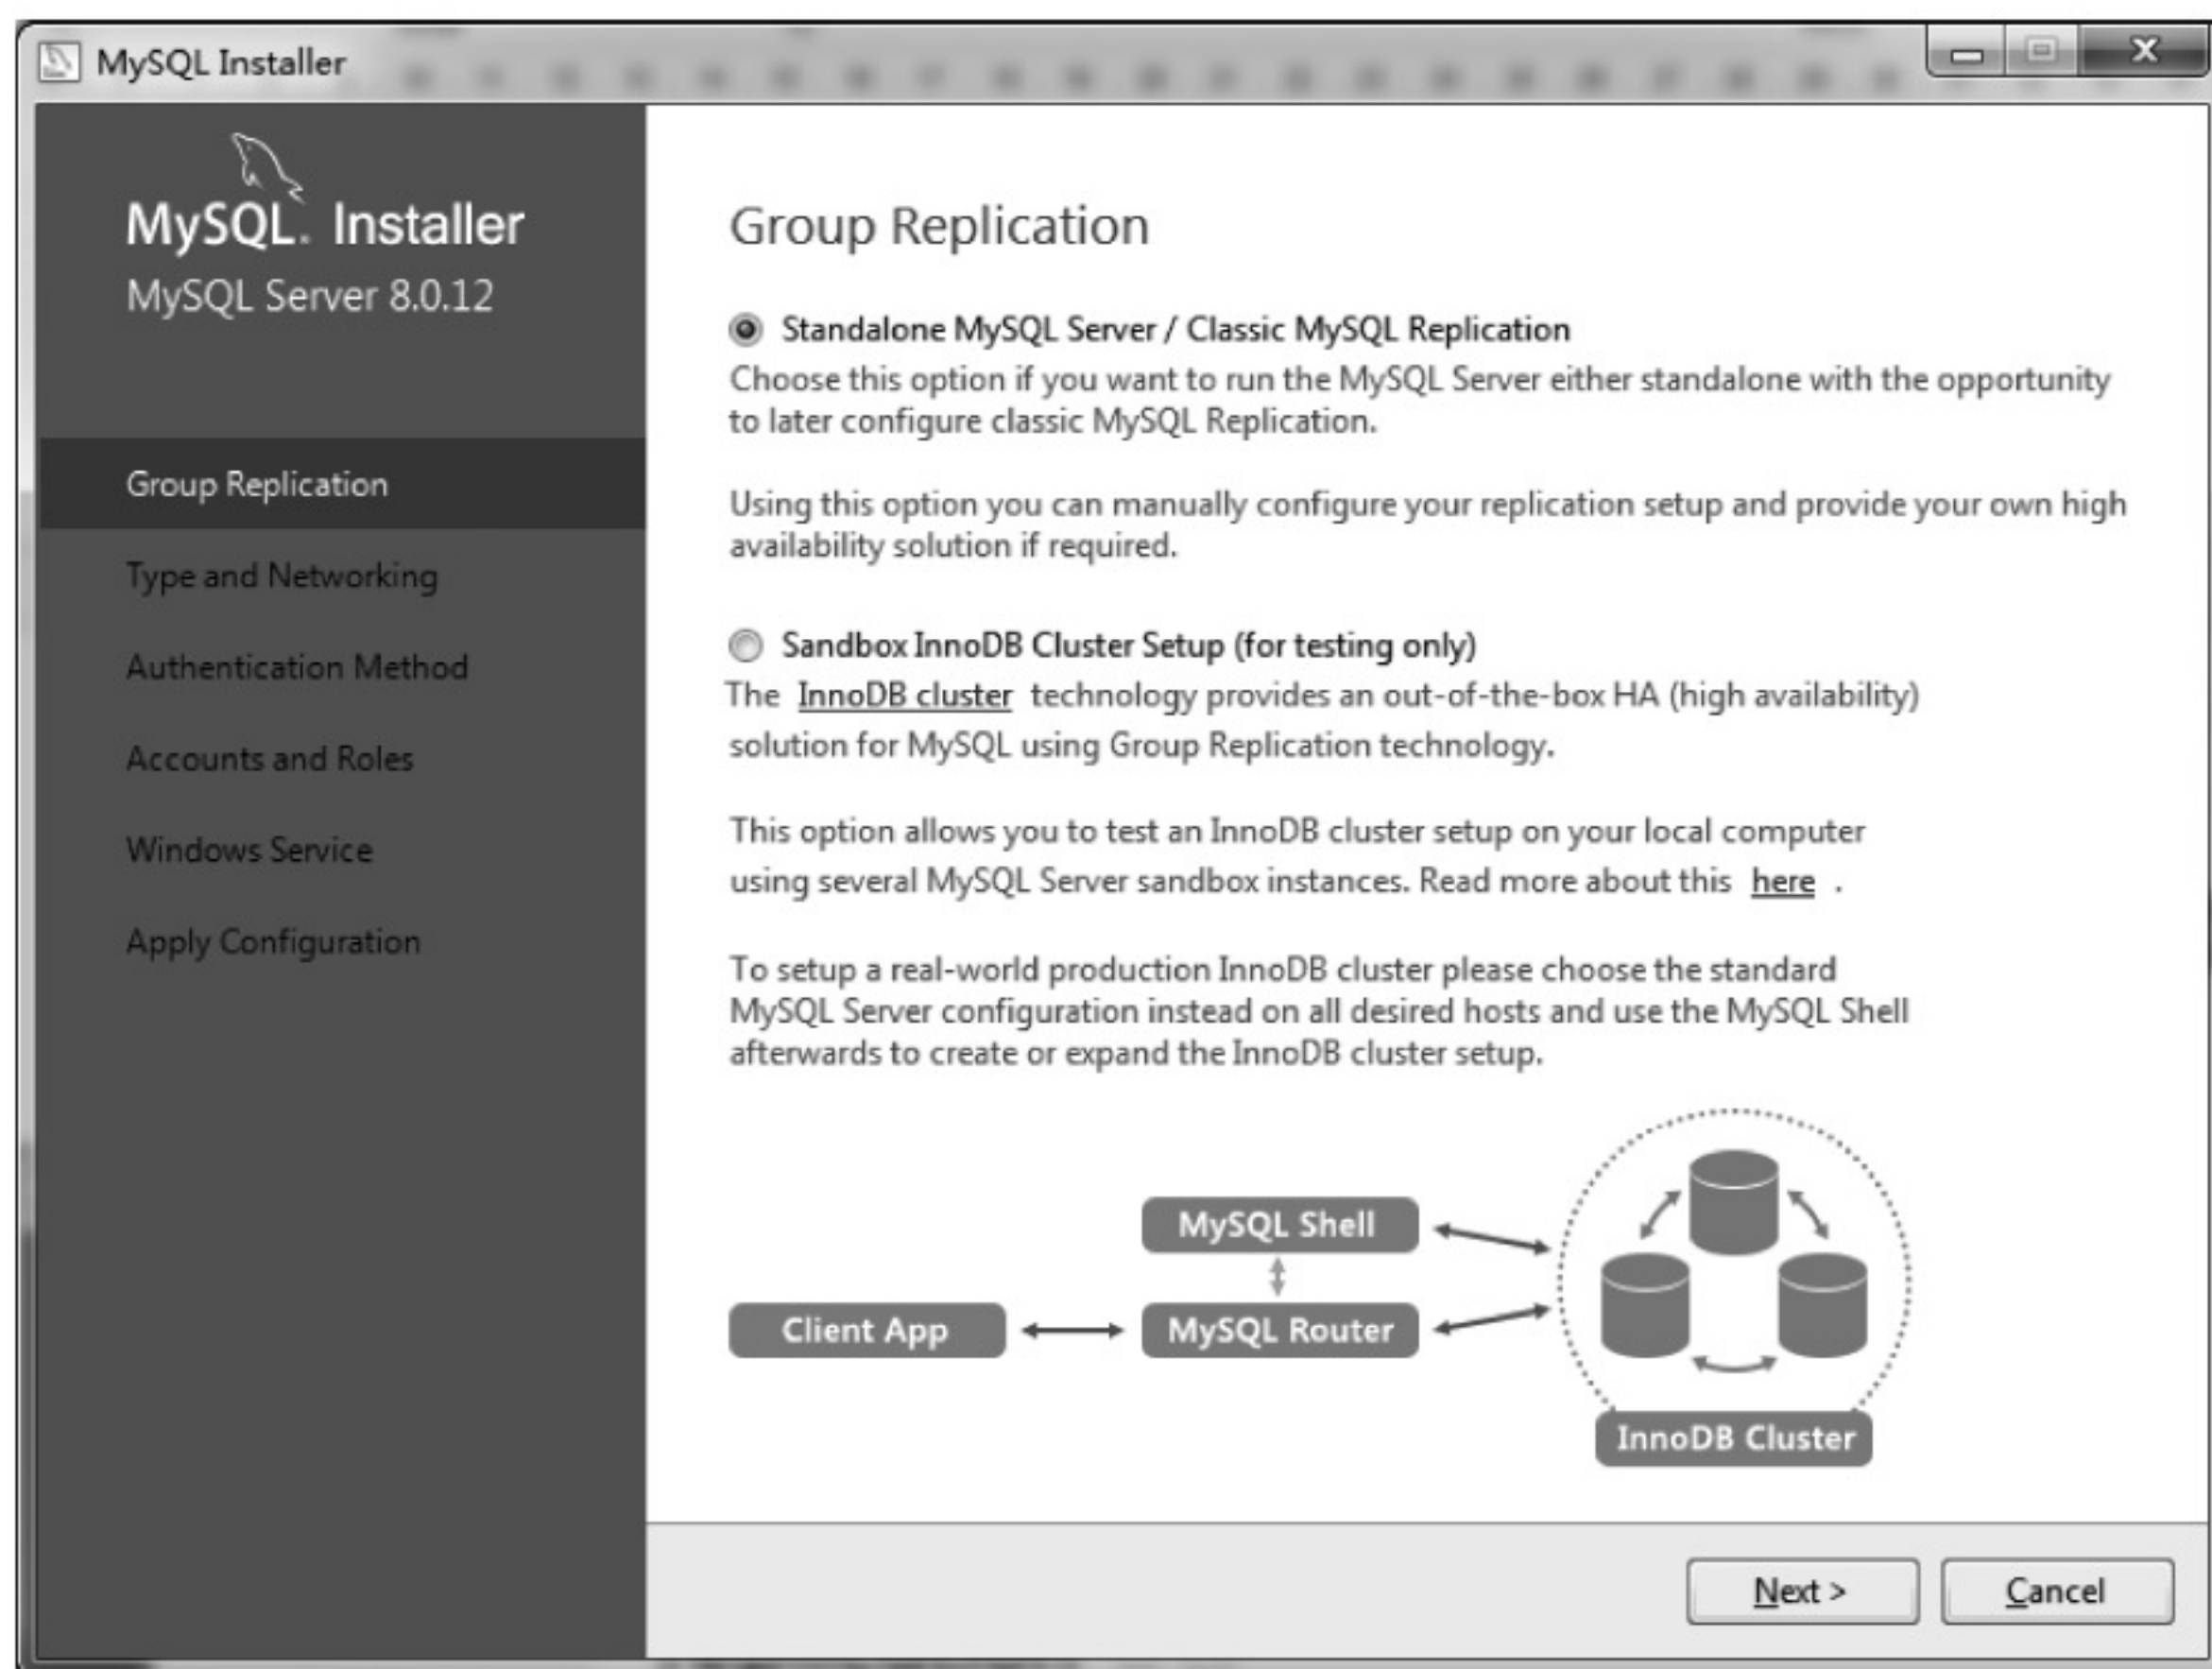 MySQL Installer
MySQL. Installer
MySQL Server 8.0.12
Group Replication
Type and Networking
Authentication Method
Accounts and Roles
Windows Service
Apply Configuration
Group Replication
Standalone MySQL Server / Classic MySQL Replication
Choose this option if you want to run the MySQL Server either standalone with the opportunity
to later configure classic MySQL Replication.
Using this option you can manually configure your replication setup and provide your own high
availability solution if required.
Sandbox InnoDB Cluster Setup (for testing only)
The InnoDB cluster technology provides an out-of-the-box HA (high availability)
solution for MySQL using Group Replication technology.
This option allows you to test an InnoDB cluster setup on your local computer
using several MySQL Server sandbox instances. Read more about this here .
To setup a real-world production InnoDB cluster please choose the standard
MySQL Server configuration instead on all desired hosts and use the MySQL Shell
afterwards to create or expand the InnoDB cluster setup.
MySQL Shell
Client App
MySQL Router
InnoDB Cluster
Next >
Cancel